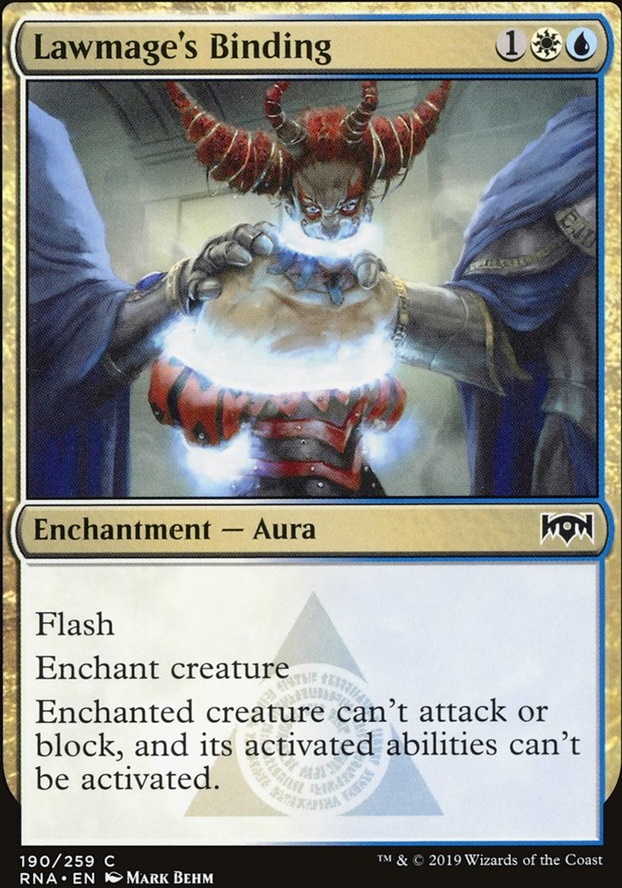 Lawmage's Binding 1
Enchantment — Aura
Flash
Enchant creature
Enchanted creature can't attack or
block, and its activated abilities can't
be activated.
190/259 C
™ & © 2019 Wizards of the Coast
RNA • EN Mark Behm